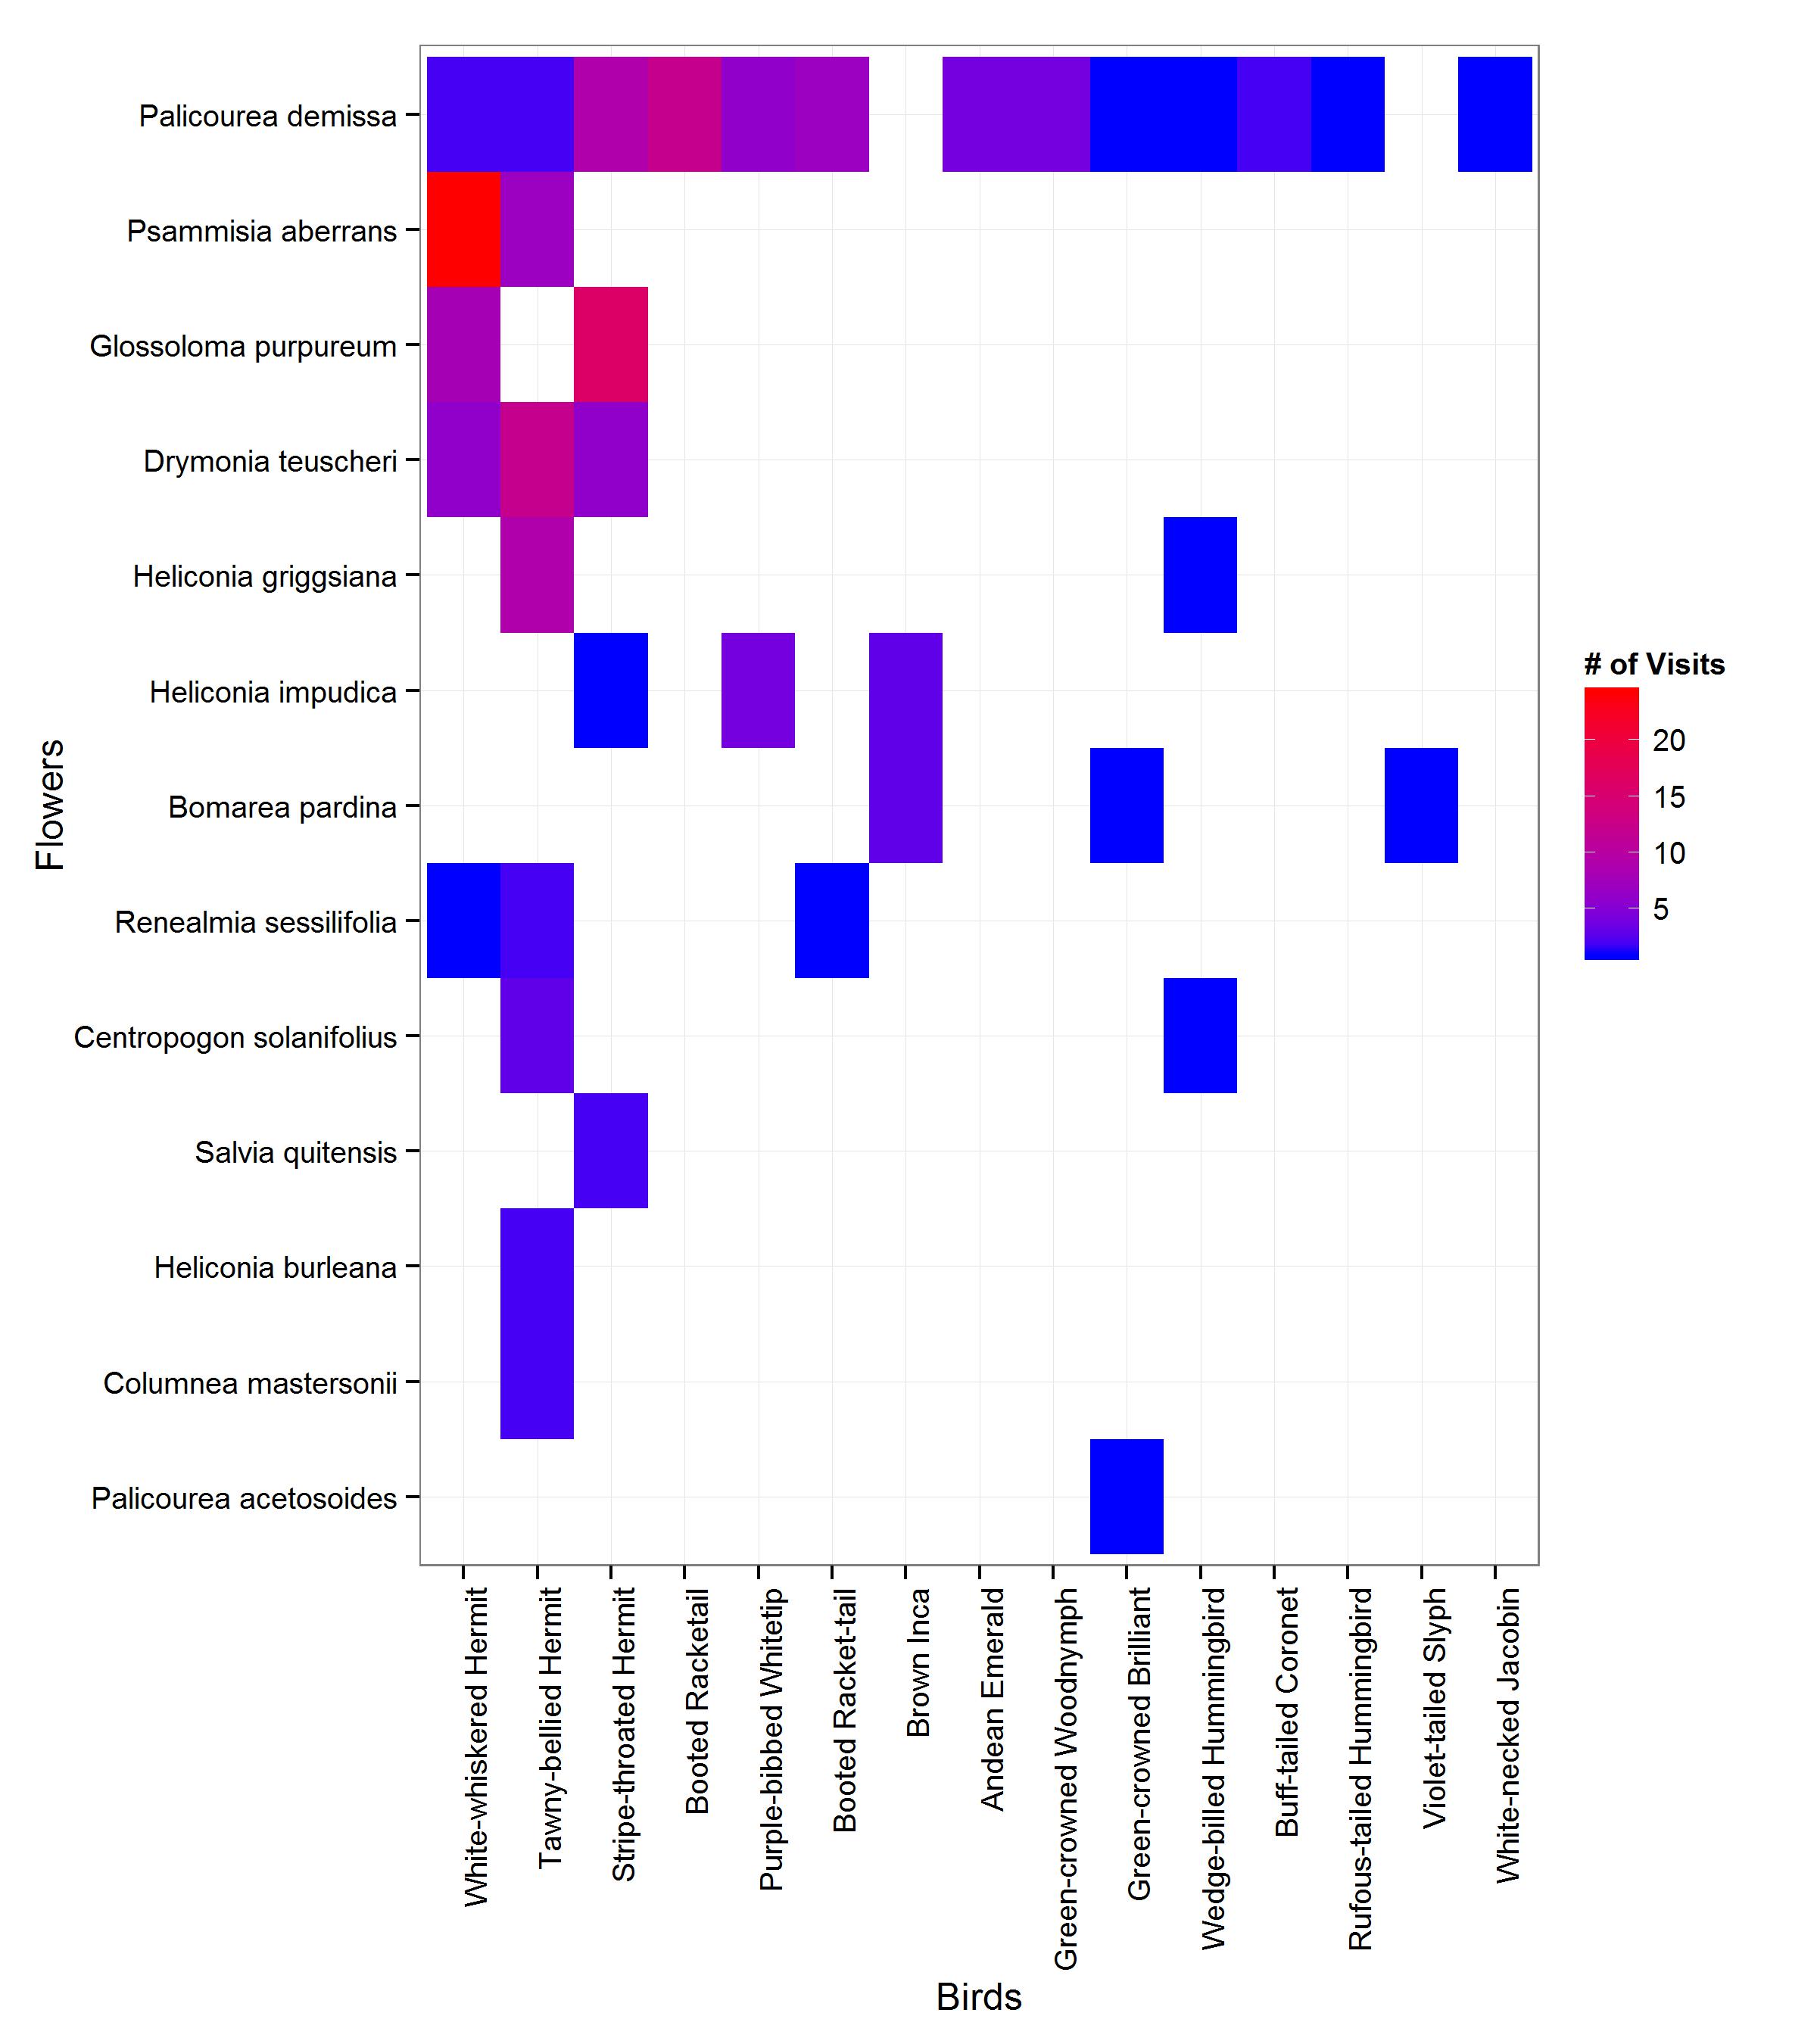 Palicourea demissa
Psammisia aberrans
Glossoloma purpureum
Drymonia teuscheri
Heliconia griggsiana
Heliconia impudica
Bomarea pardina
Renealmia sessilifolia
Centropogon solanifolius
Salvia quitensis
Heliconia burleana
Columnea mastersonii
Palicourea acetosoides
Flowers
White-whiskered Hermit
Tawny-bellied Hermit
Stripe-throated Hermit
Booted Racketail
Purple-bibbed Whitetip
Booted Racket-tail
Brown Inca
Andean Emerald
Green-crowned Woodnymph
Green-crowned Brilliant
Wedge-billed Hummingbird
Buff-tailed Coronet
Rufous-tailed Hummingbird
Violet-tailed Slyph
White-necked Jacobin
Birds
# of Visits
20
15
10
5